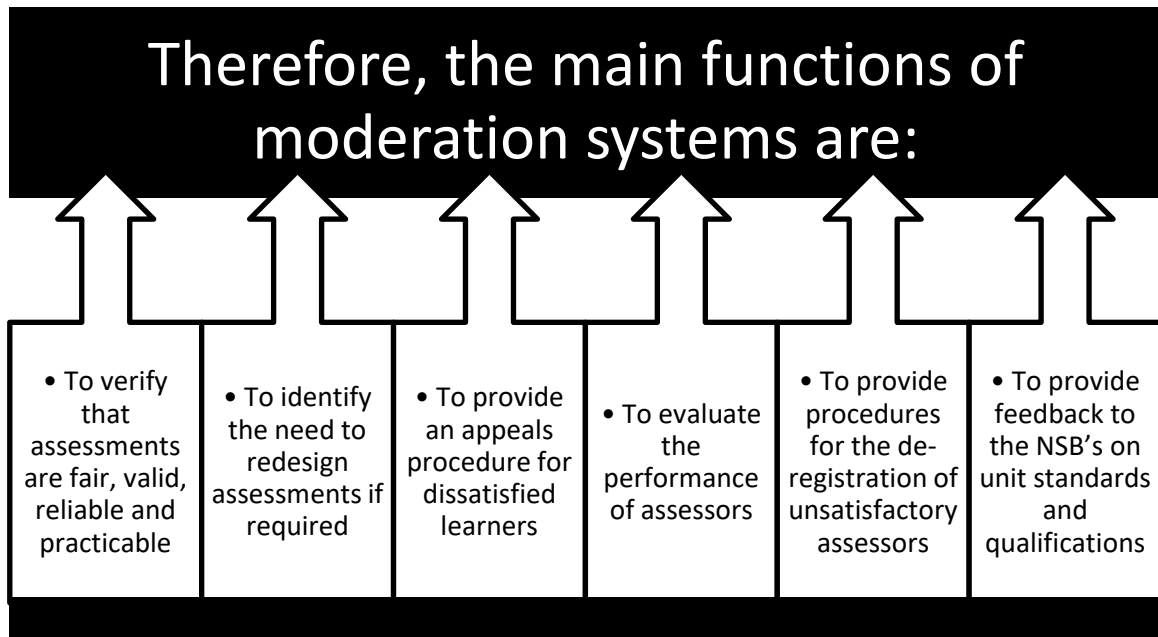 Therefore, the main functions of
moderation systems are:
• To verify
that
assessments
are fair, valid,
reliable and
practicable
• To identify
the need to
redesign
assessments if
required
• To provide
an appeals
procedure for
dissatisfied
learners
• To evaluate
the
performance
of assessors
• To provide
procedures
for the de-
registration of
unsatisfactory
assessors
• To provide
feedback to
the NSB’s on
unit standards
and
qualifications